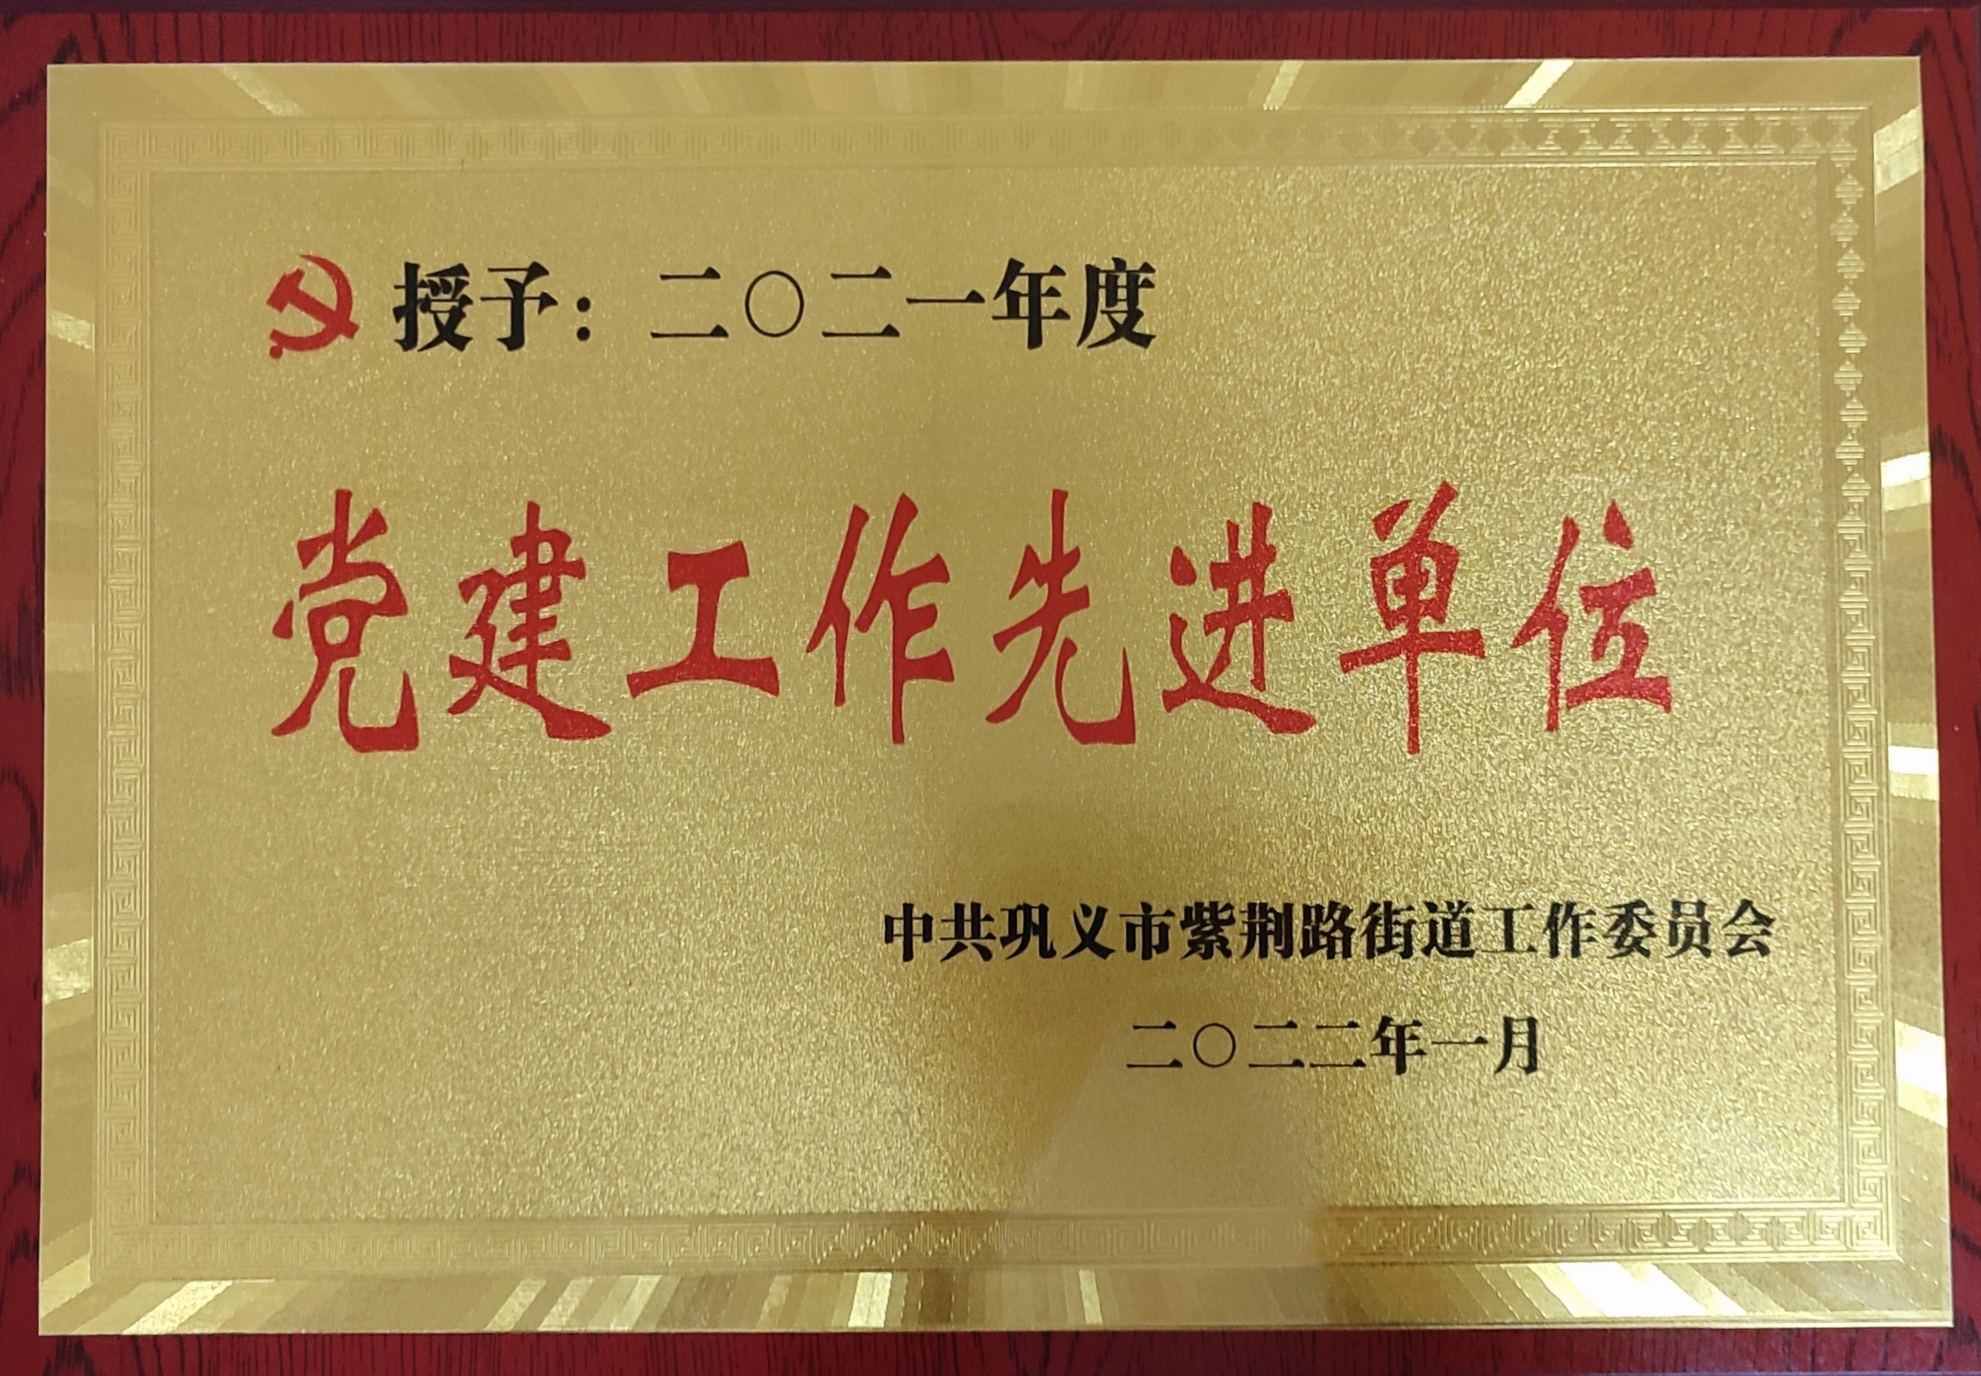 授予：二〇二一年度
党建工作先进单位
中共巩义市紫荆路街道工作委员会
二〇二二年一月